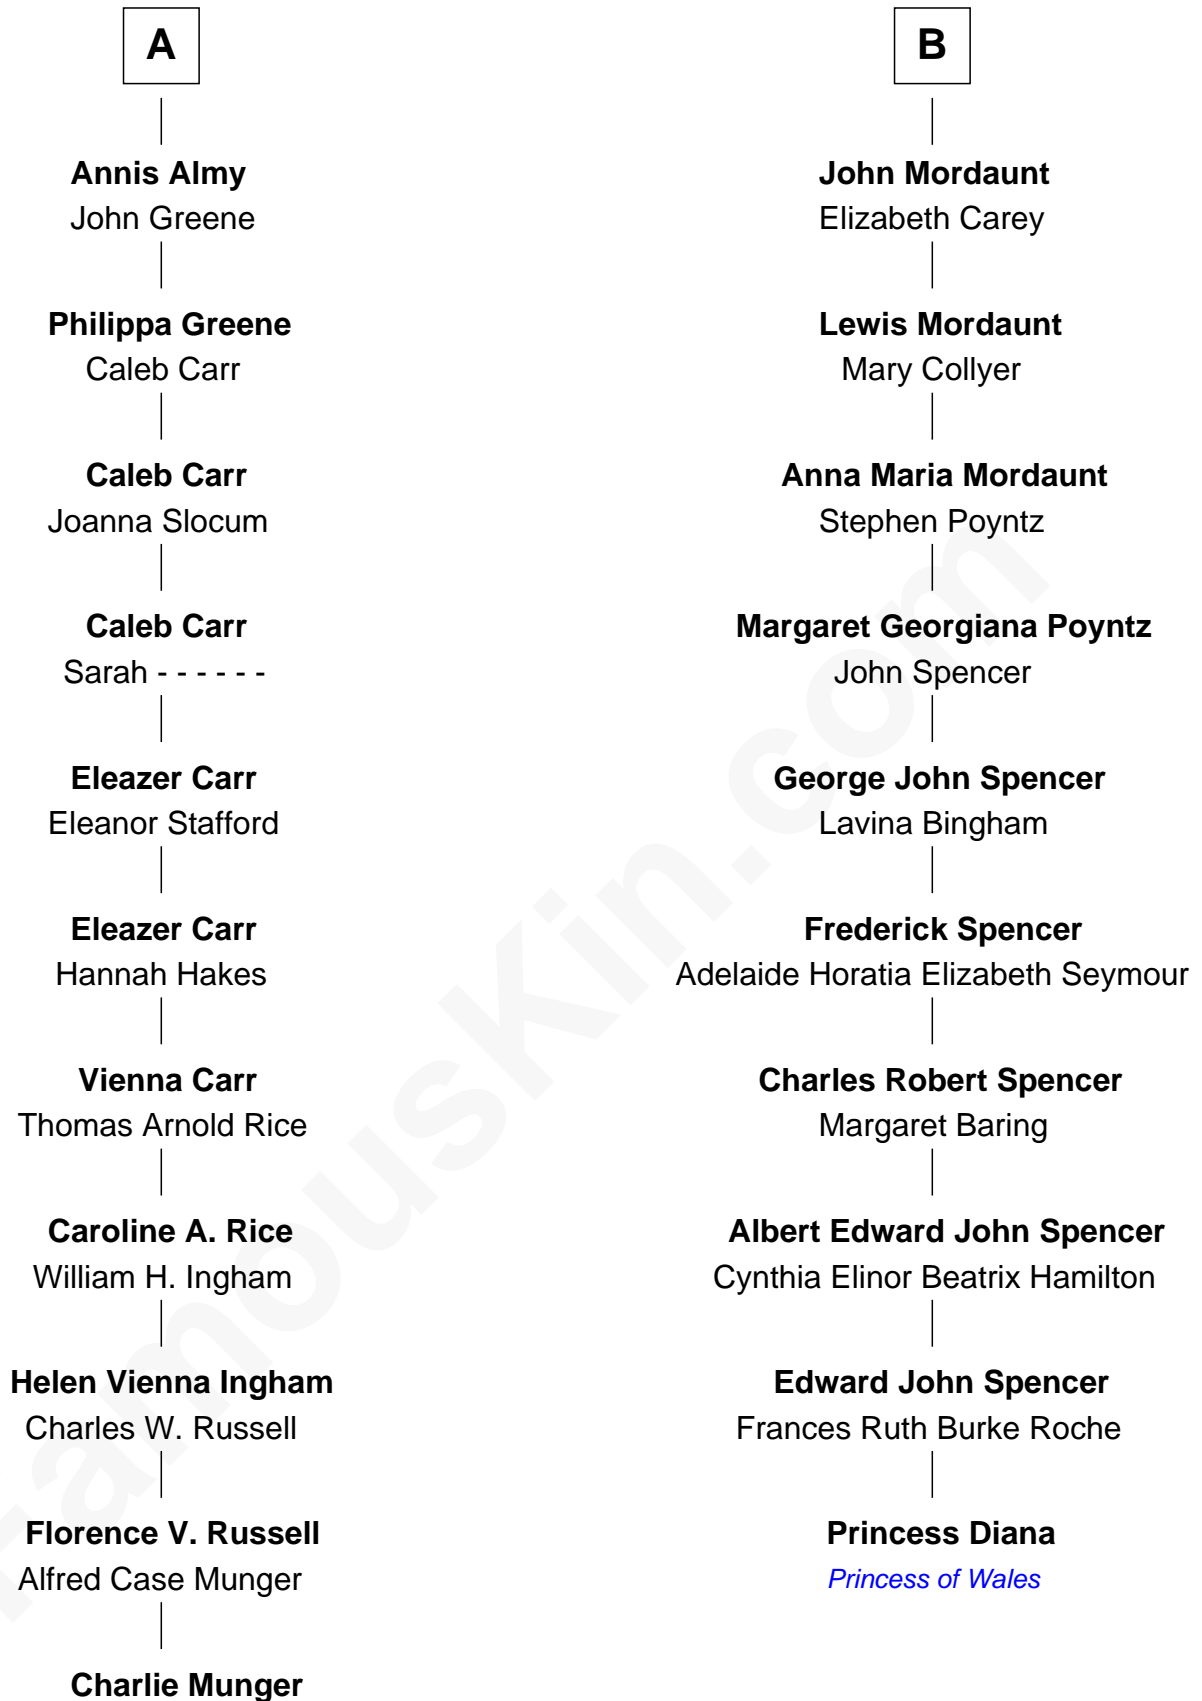 A
Annis Almy
John Greene
Philippa Greene
Caleb Carr
Caleb Carr
Joanna Slocum
Caleb Carr
Sarah - - - - - -
Eleazer Carr
Eleanor Stafford
Eleazer Carr
Hannah Hakes
Vienna Carr
Thomas Arnold Rice
Caroline A. Rice
William H. Ingham
Helen Vienna Ingham
Charles W. Russell
Florence V. Russell
Alfred Case Munger
Charlie Munger
B
John Mordaunt
Elizabeth Carey
Lewis Mordaunt
Mary Collyer
Anna Maria Mordaunt
Stephen Poyntz
Margaret Georgiana Poyntz
John Spencer
George John Spencer
Lavina Bingham
Frederick Spencer
Adelaide Horatia Elizabeth Seymour
Charles Robert Spencer
Margaret Baring
Albert Edward John Spencer
Cynthia Elinor Beatrix Hamilton
Edward John Spencer
Frances Ruth Burke Roche
Princess Diana
Princess of Wales
FamousKin.com